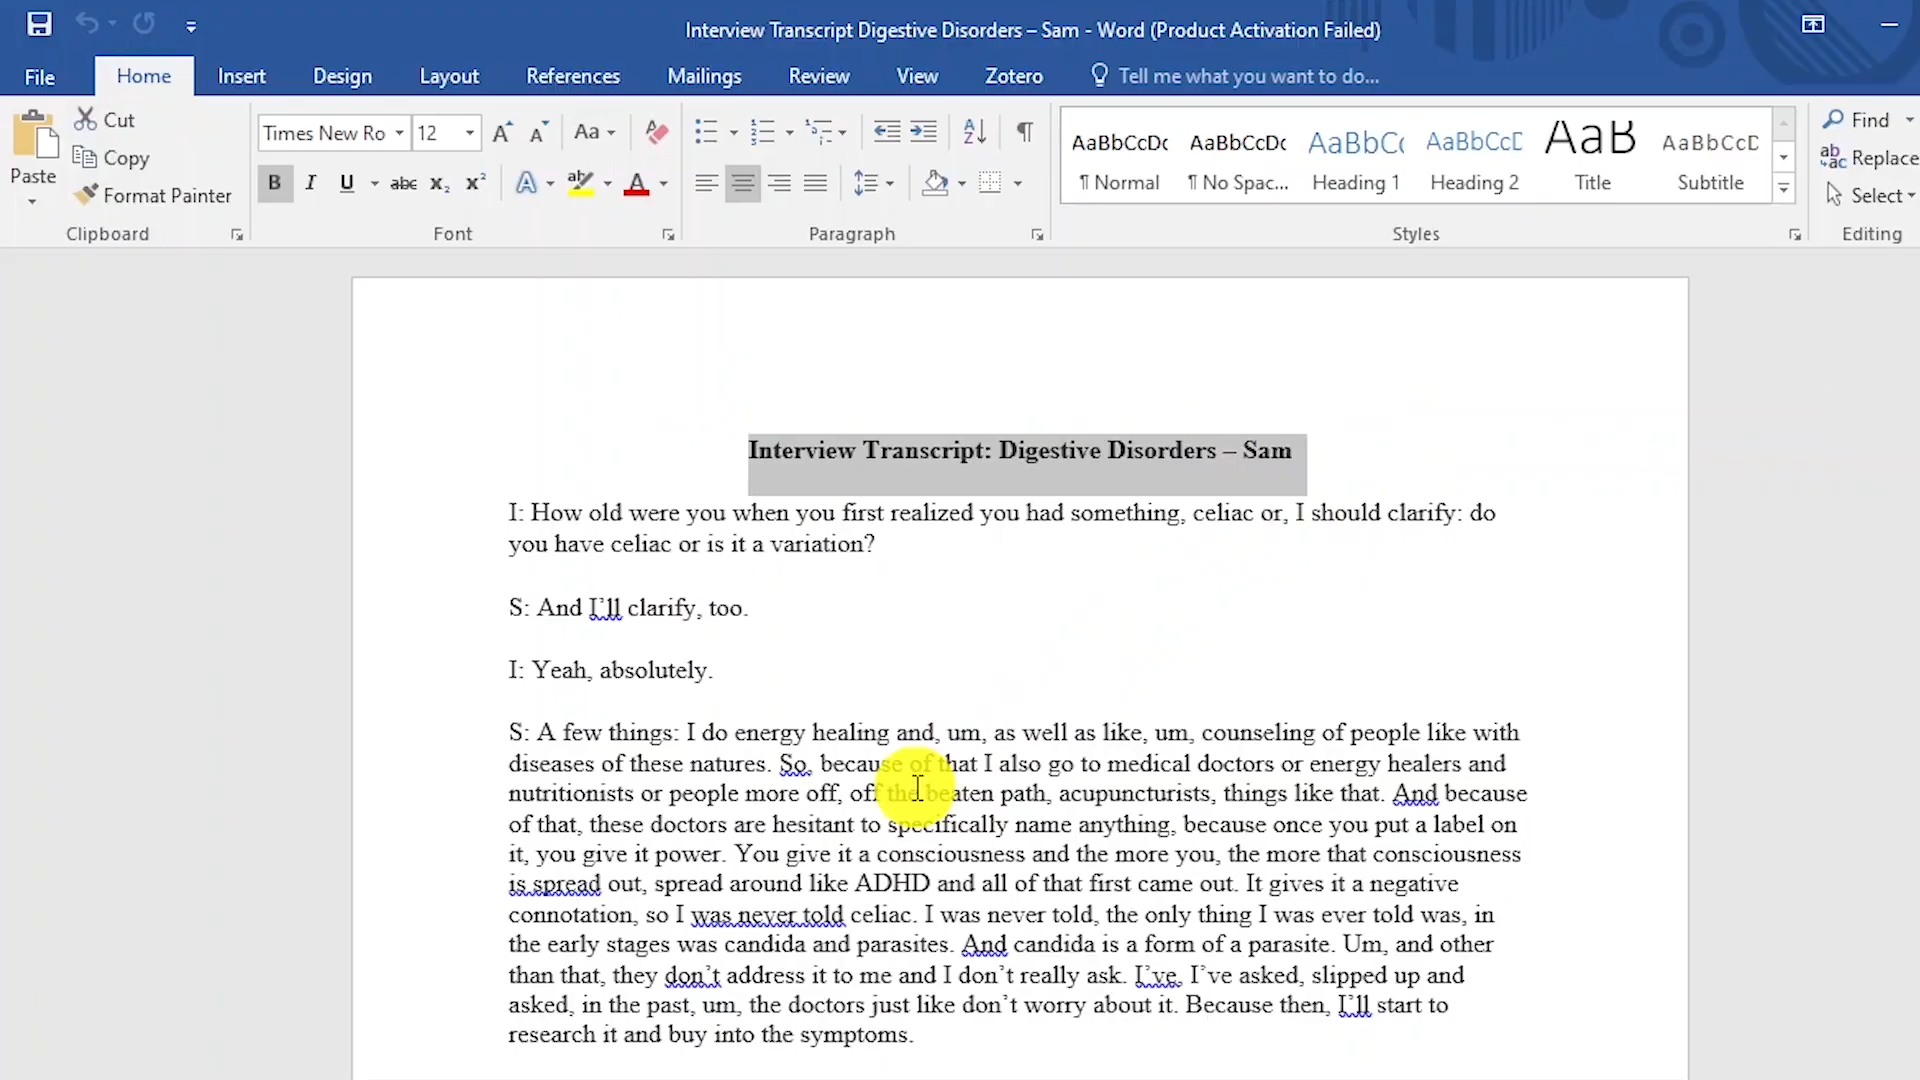 Interview Transcript Digestive Disorders – Sam - Word (Product Activation Failed)
File Home Insert Design Layout References Mailings Review View Zotero Tell me what you want to do...
Paste
Cut
Copy
Format Painter
Clipboard
Times New Ro 12 A A Aa
B I U abc x₂ x² A ab A
Font
A Z ¶
Paragraph
AaBbCcDc AaBbCcDc AaBbC AaBbCcD AaB AaBbCcD
¶ Normal ¶ No Spac... Heading 1 Heading 2 Title Subtitle
Styles
Find
Replace
Select
Editing
Interview Transcript: Digestive Disorders – Sam
I: How old were you when you first realized you had something, celiac or, I should clarify: do
you have celiac or is it a variation?
S: And I’ll clarify, too.
I: Yeah, absolutely.
S: A few things: I do energy healing and, um, as well as like, um, counseling of people like with
diseases of these natures. So, because of that I also go to medical doctors or energy healers and
nutritionists or people more off, off the beaten path, acupuncturists, things like that. And because
of that, these doctors are hesitant to specifically name anything, because once you put a label on
it, you give it power. You give it a consciousness and the more you, the more that consciousness
is spread out, spread around like ADHD and all of that first came out. It gives it a negative
connotation, so I was never told celiac. I was never told, the only thing I was ever told was, in
the early stages was candida and parasites. And candida is a form of a parasite. Um, and other
than that, they don’t address it to me and I don’t really ask. I’ve, I’ve asked, slipped up and
asked, in the past, um, the doctors just like don’t worry about it. Because then, I’ll start to
research it and buy into the symptoms.